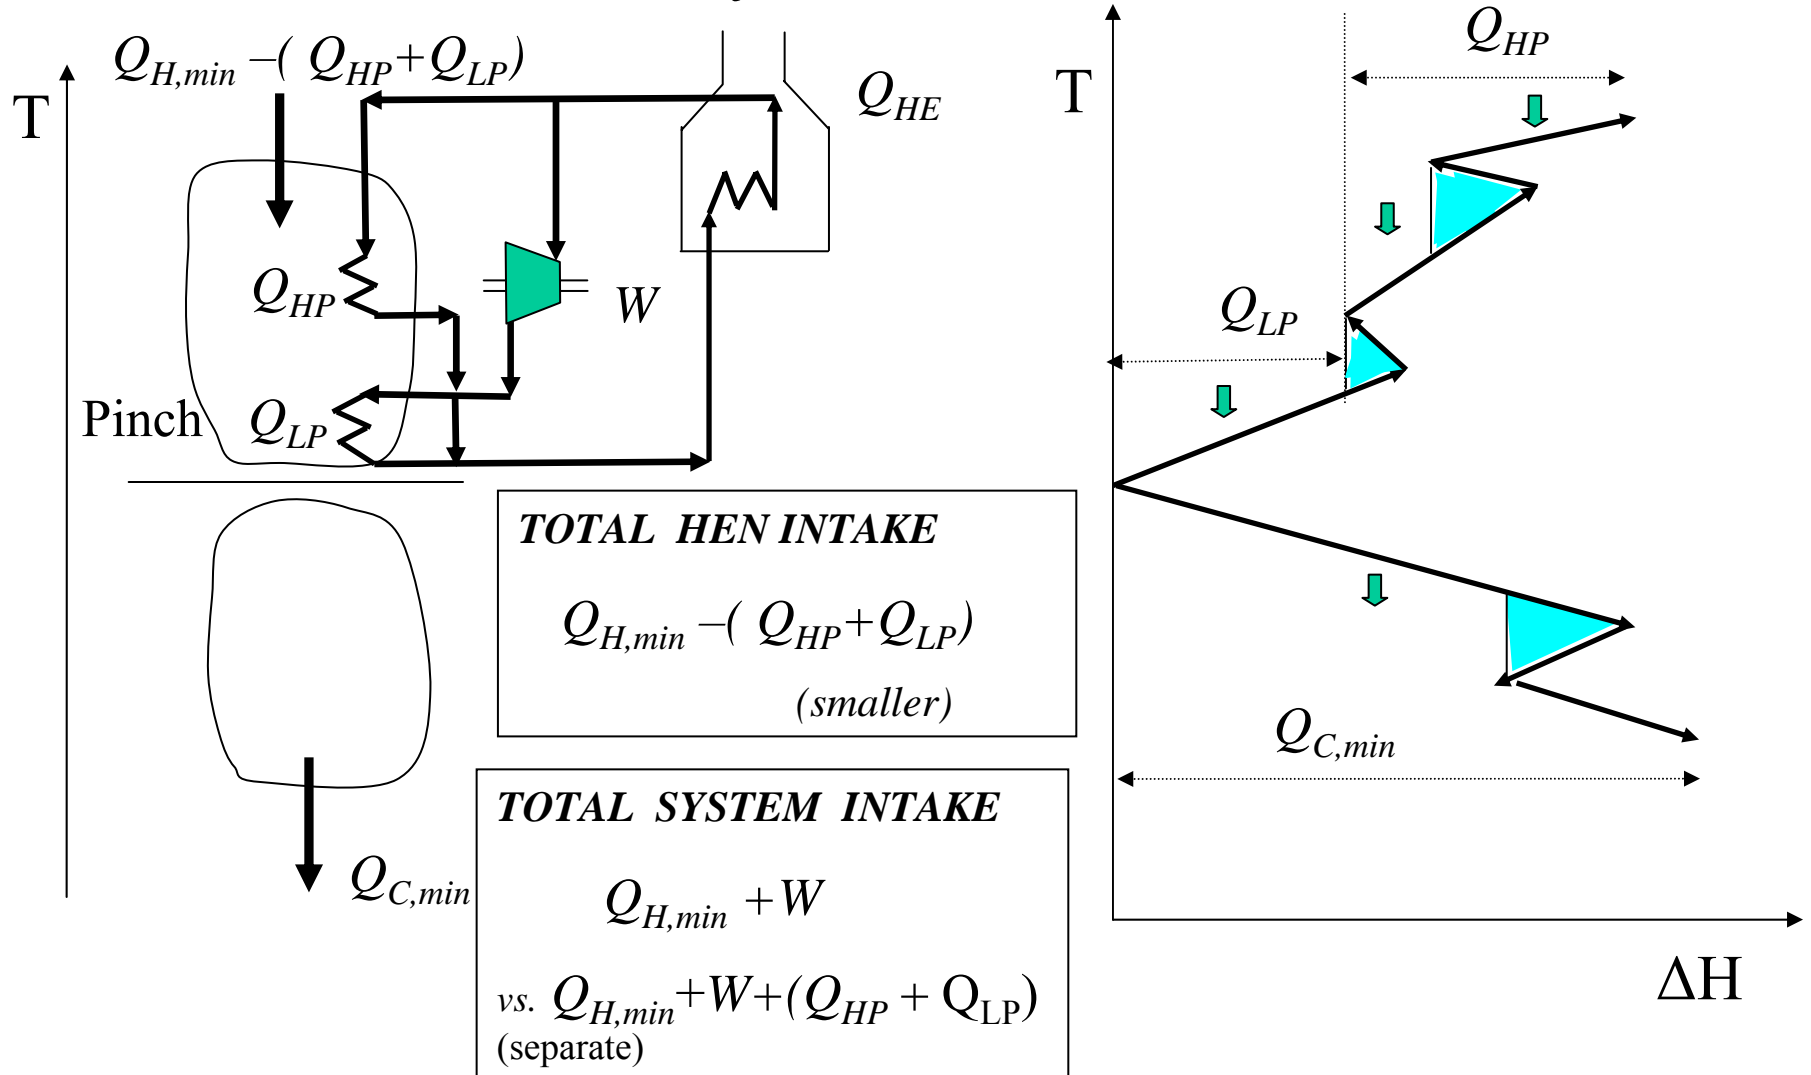 Q_{H,min} –( Q_{HP}+Q_{LP})
T
Q_{HE}
Q_{HP}
W
Pinch
Q_{LP}
Q_{C,min}
TOTAL HEN INTAKE
Q_{H,min} –( Q_{HP}+Q_{LP})
(smaller)
TOTAL SYSTEM INTAKE
Q_{H,min} +W
vs. Q_{H,min}+W+(Q_{HP} + Q_{LP})
(separate)
T
Q_{HP}
Q_{LP}
Q_{C,min}
ΔH